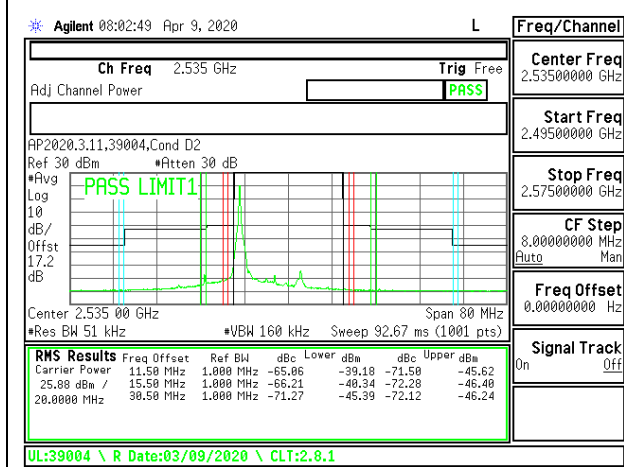 Agilent 08:02:49 Apr 9, 2020 L
Freq/Channel
Ch Freq 2.535 GHz Trig Free
Adj Channel Power PASS
AP2020.3.11,39004,Cond D2
Ref 30 dBm #Atten 30 dB
#Avg
Log
10
dB/
Offst
17.2
dB
PASS LIMIT1
Center 2.535 00 GHz Span 80 MHz
#Res BW 51 kHz #VBW 160 kHz Sweep 92.67 ms (1001 pts)
RMS Results Freq Offset Ref BW dBc Lower dBm dBc Upper dBm
Carrier Power 11.50 MHz 1.000 MHz -65.06 -39.18 -71.50 -45.62
25.88 dBm / 15.50 MHz 1.000 MHz -66.21 -40.34 -72.28 -46.40
20.0000 MHz 30.50 MHz 1.000 MHz -71.27 -45.39 -72.12 -46.24
UL:39004 \ R Date:03/09/2020 \ CLT:2.8.1
Center Freq
2.53500000 GHz
Start Freq
2.49500000 GHz
Stop Freq
2.57500000 GHz
CF Step
8.00000000 MHz
Auto Man
Freq Offset
0.00000000 Hz
Signal Track
On Off